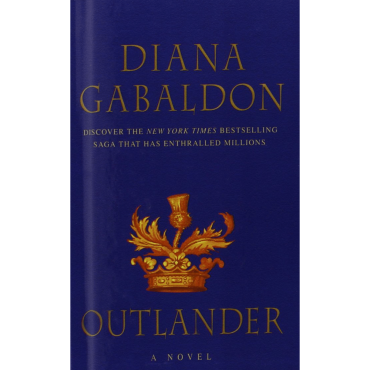 DIANA
GABALDON
DISCOVER THE NEW YORK TIMES BESTSELLING
SAGA THAT HAS ENTHRALLED MILLIONS
OUTLANDER
A NOVEL